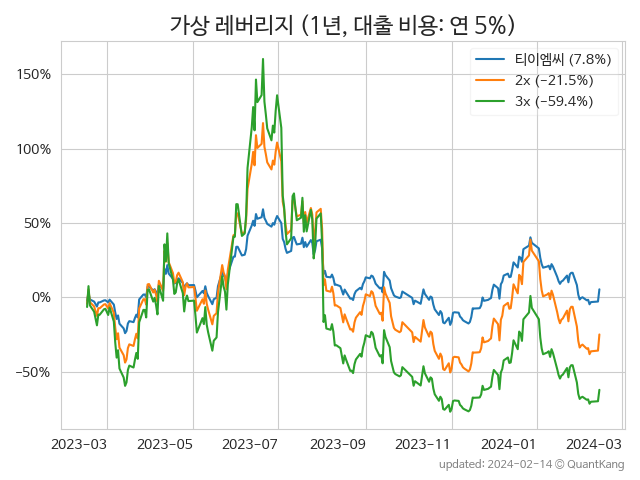 가상 레버리지 (1년, 대출 비용: 연 5%)
티이엠씨 (7.8%)
2x (−21.5%)
3x (−59.4%)
150%
100%
50%
0%
−50%
2023-03 2023-05 2023-07 2023-09 2023-11 2024-01 2024-03
updated: 2024-02-14 © QuantKang